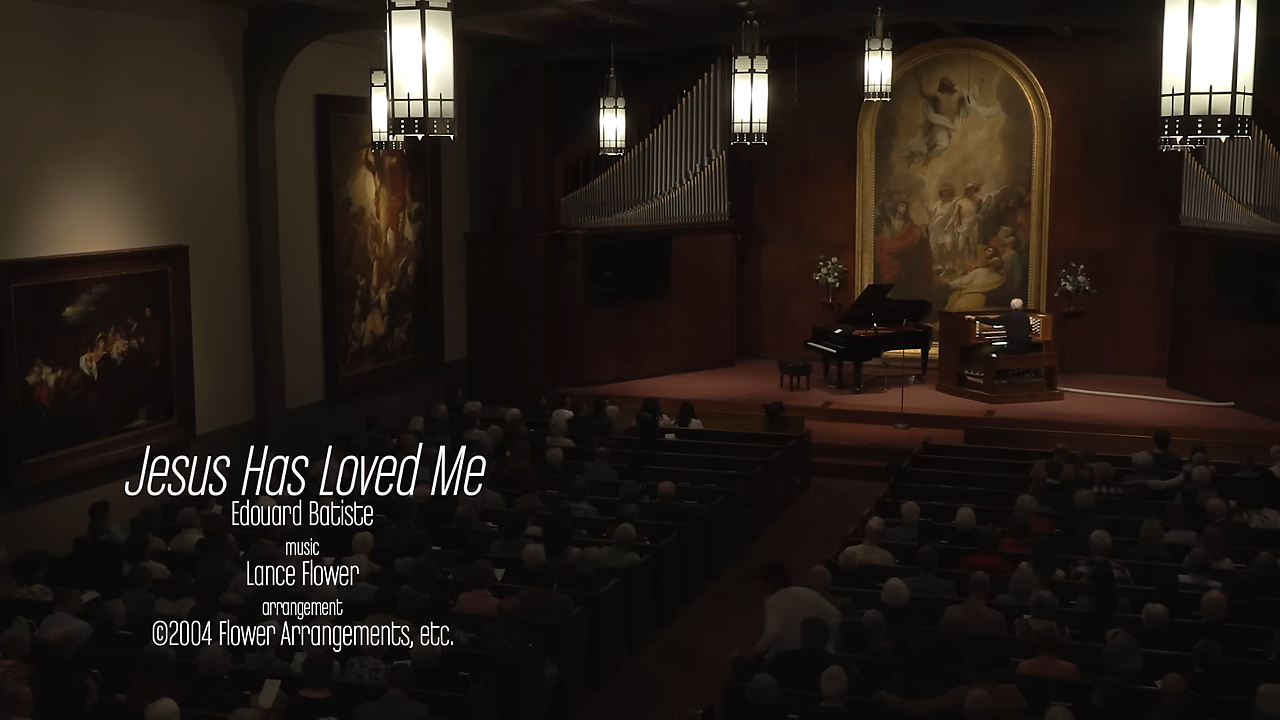 Jesus Has Loved Me
Edouard Batiste
music
Lance Flower
arrangement
©2004 Flower Arrangements, etc.